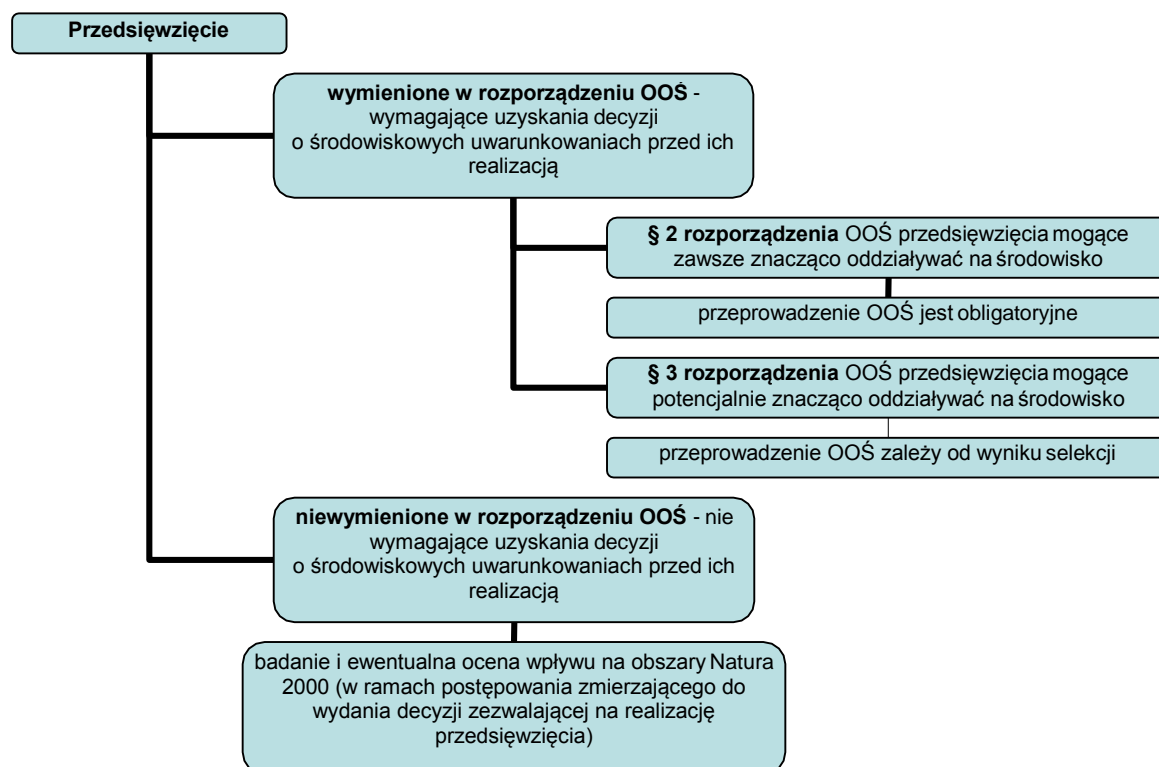 Przedsięwzięcie
wymienione w rozporządzeniu OOŚ -
wymagające uzyskania decyzji
o środowiskowych uwarunkowaniach przed ich
realizacją
§ 2 rozporządzenia OOŚ przedsięwzięcia mogące
zawsze znacząco oddziaływać na środowisko
przeprowadzenie OOŚ jest obligatoryjne
§ 3 rozporządzenia OOŚ przedsięwzięcia mogące
potencjalnie znacząco oddziaływać na środowisko
przeprowadzenie OOŚ zależy od wyniku selekcji
niewymienione w rozporządzeniu OOŚ - nie
wymagające uzyskania decyzji
o środowiskowych uwarunkowaniach przed ich
realizacją
badanie i ewentualna ocena wpływu na obszary Natura
2000 (w ramach postępowania zmierzającego do
wydania decyzji zezwalającej na realizację
przedsięwzięcia)